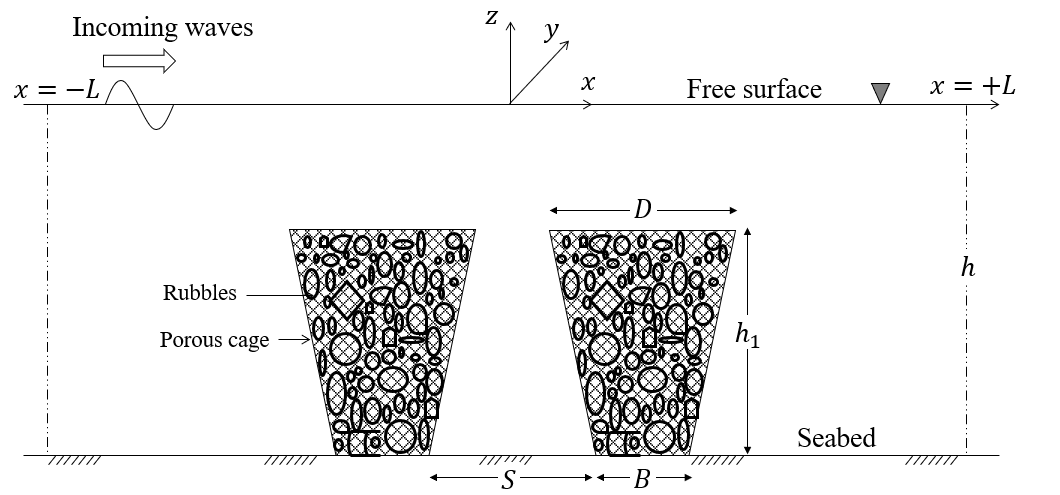 Incoming waves
z
y
x
x = −L
Free surface
x = +L
D
Rubbles
Porous cage
h
h₁
Seabed
S
B